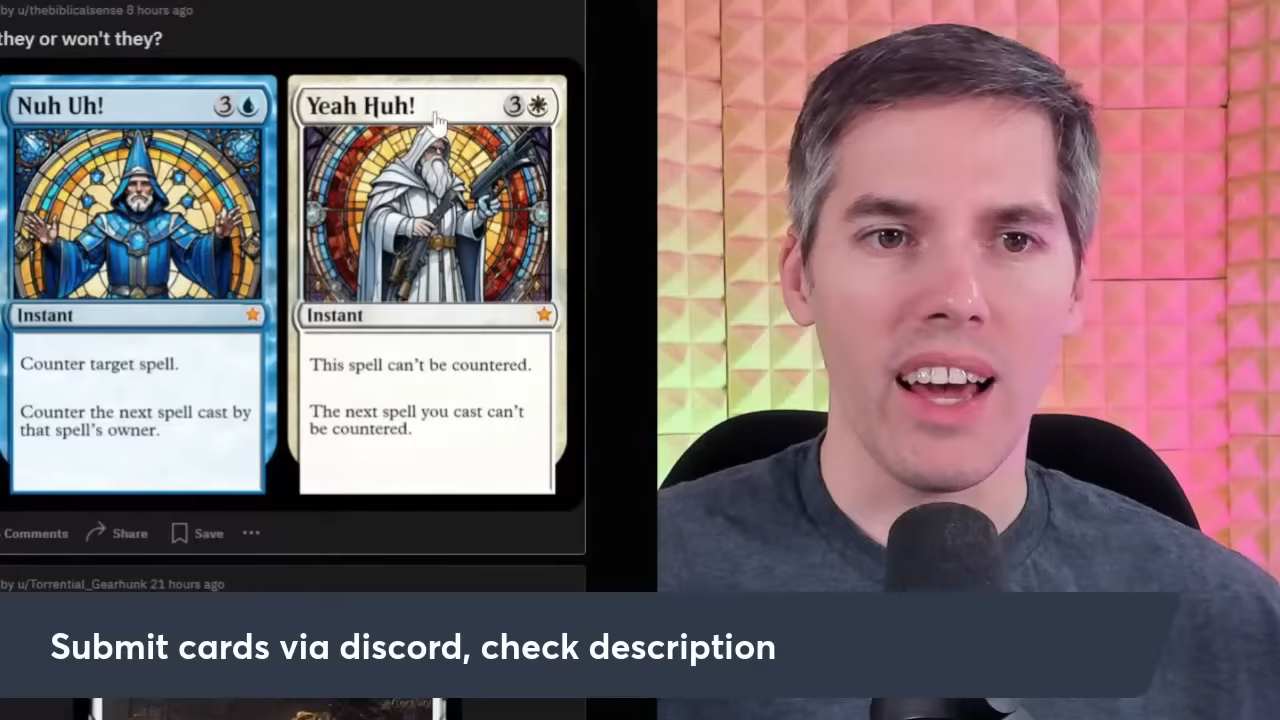 by u/thebiblicalsense 8 hours ago
they or won't they?
Nuh Uh! 3
Yeah Huh! 3
Instant
Instant
Counter target spell.
Counter the next spell cast by
that spell's owner.
This spell can't be countered.
The next spell you cast can't
be countered.
Comments Share Save
by u/Torrential_Gearhunk 21 hours ago
Submit cards via discord, check description